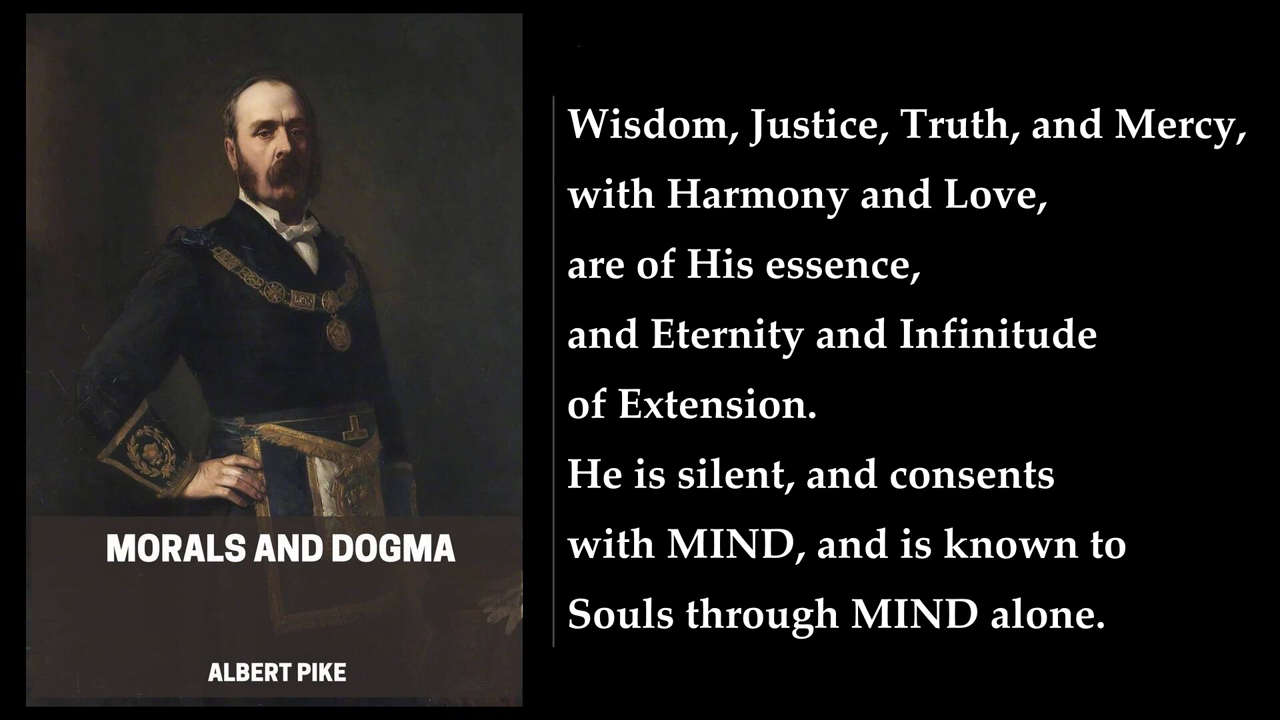 MORALS AND DOGMA
ALBERT PIKE
Wisdom, Justice, Truth, and Mercy,
with Harmony and Love,
are of His essence,
and Eternity and Infinitude
of Extension.
He is silent, and consents
with MIND, and is known to
Souls through MIND alone.